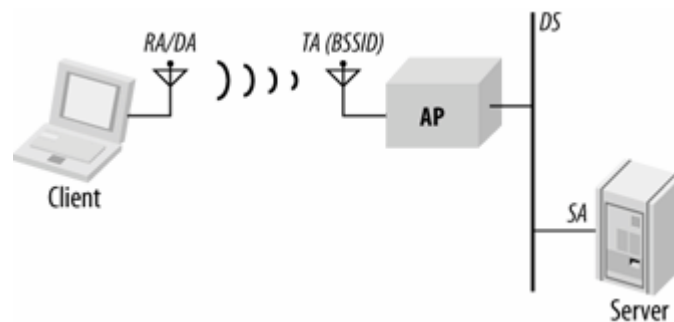 RA/DA
TA (BSSID)
DS
AP
Client
SA
Server